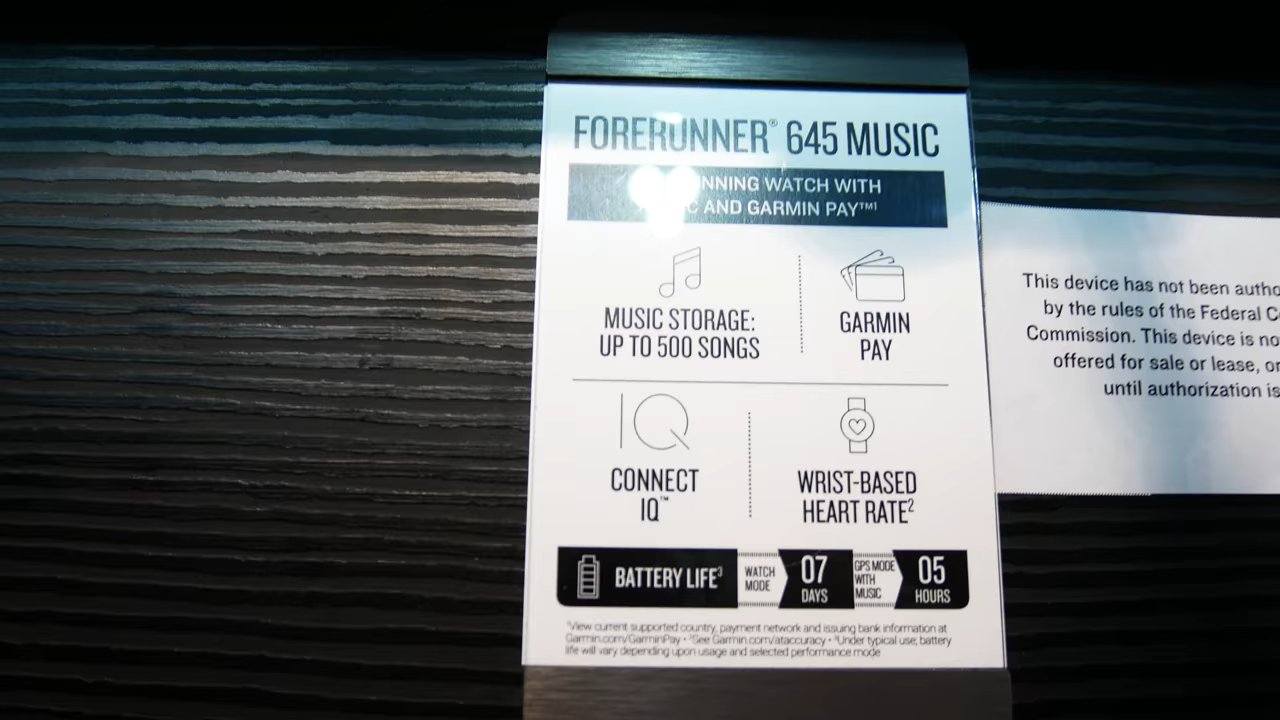 FORERUNNER® 645 MUSIC
NNING WATCH WITH
C AND GARMIN PAY™¹
MUSIC STORAGE:
UP TO 500 SONGS
GARMIN
PAY
IQ
CONNECT
IQ™
WRIST-BASED
HEART RATE²
BATTERY LIFE³
WATCH
MODE
07
DAYS
GPS MODE
WITH
MUSIC
05
HOURS
¹View current supported country, payment network and issuing bank information at
Garmin.com/GarminPay • ²See Garmin.com/ataccuracy • ³Under typical use; battery
life will vary depending upon usage and selected performance mode
This device has not been autho
by the rules of the Federal C
Commission. This device is no
offered for sale or lease, or
until authorization is